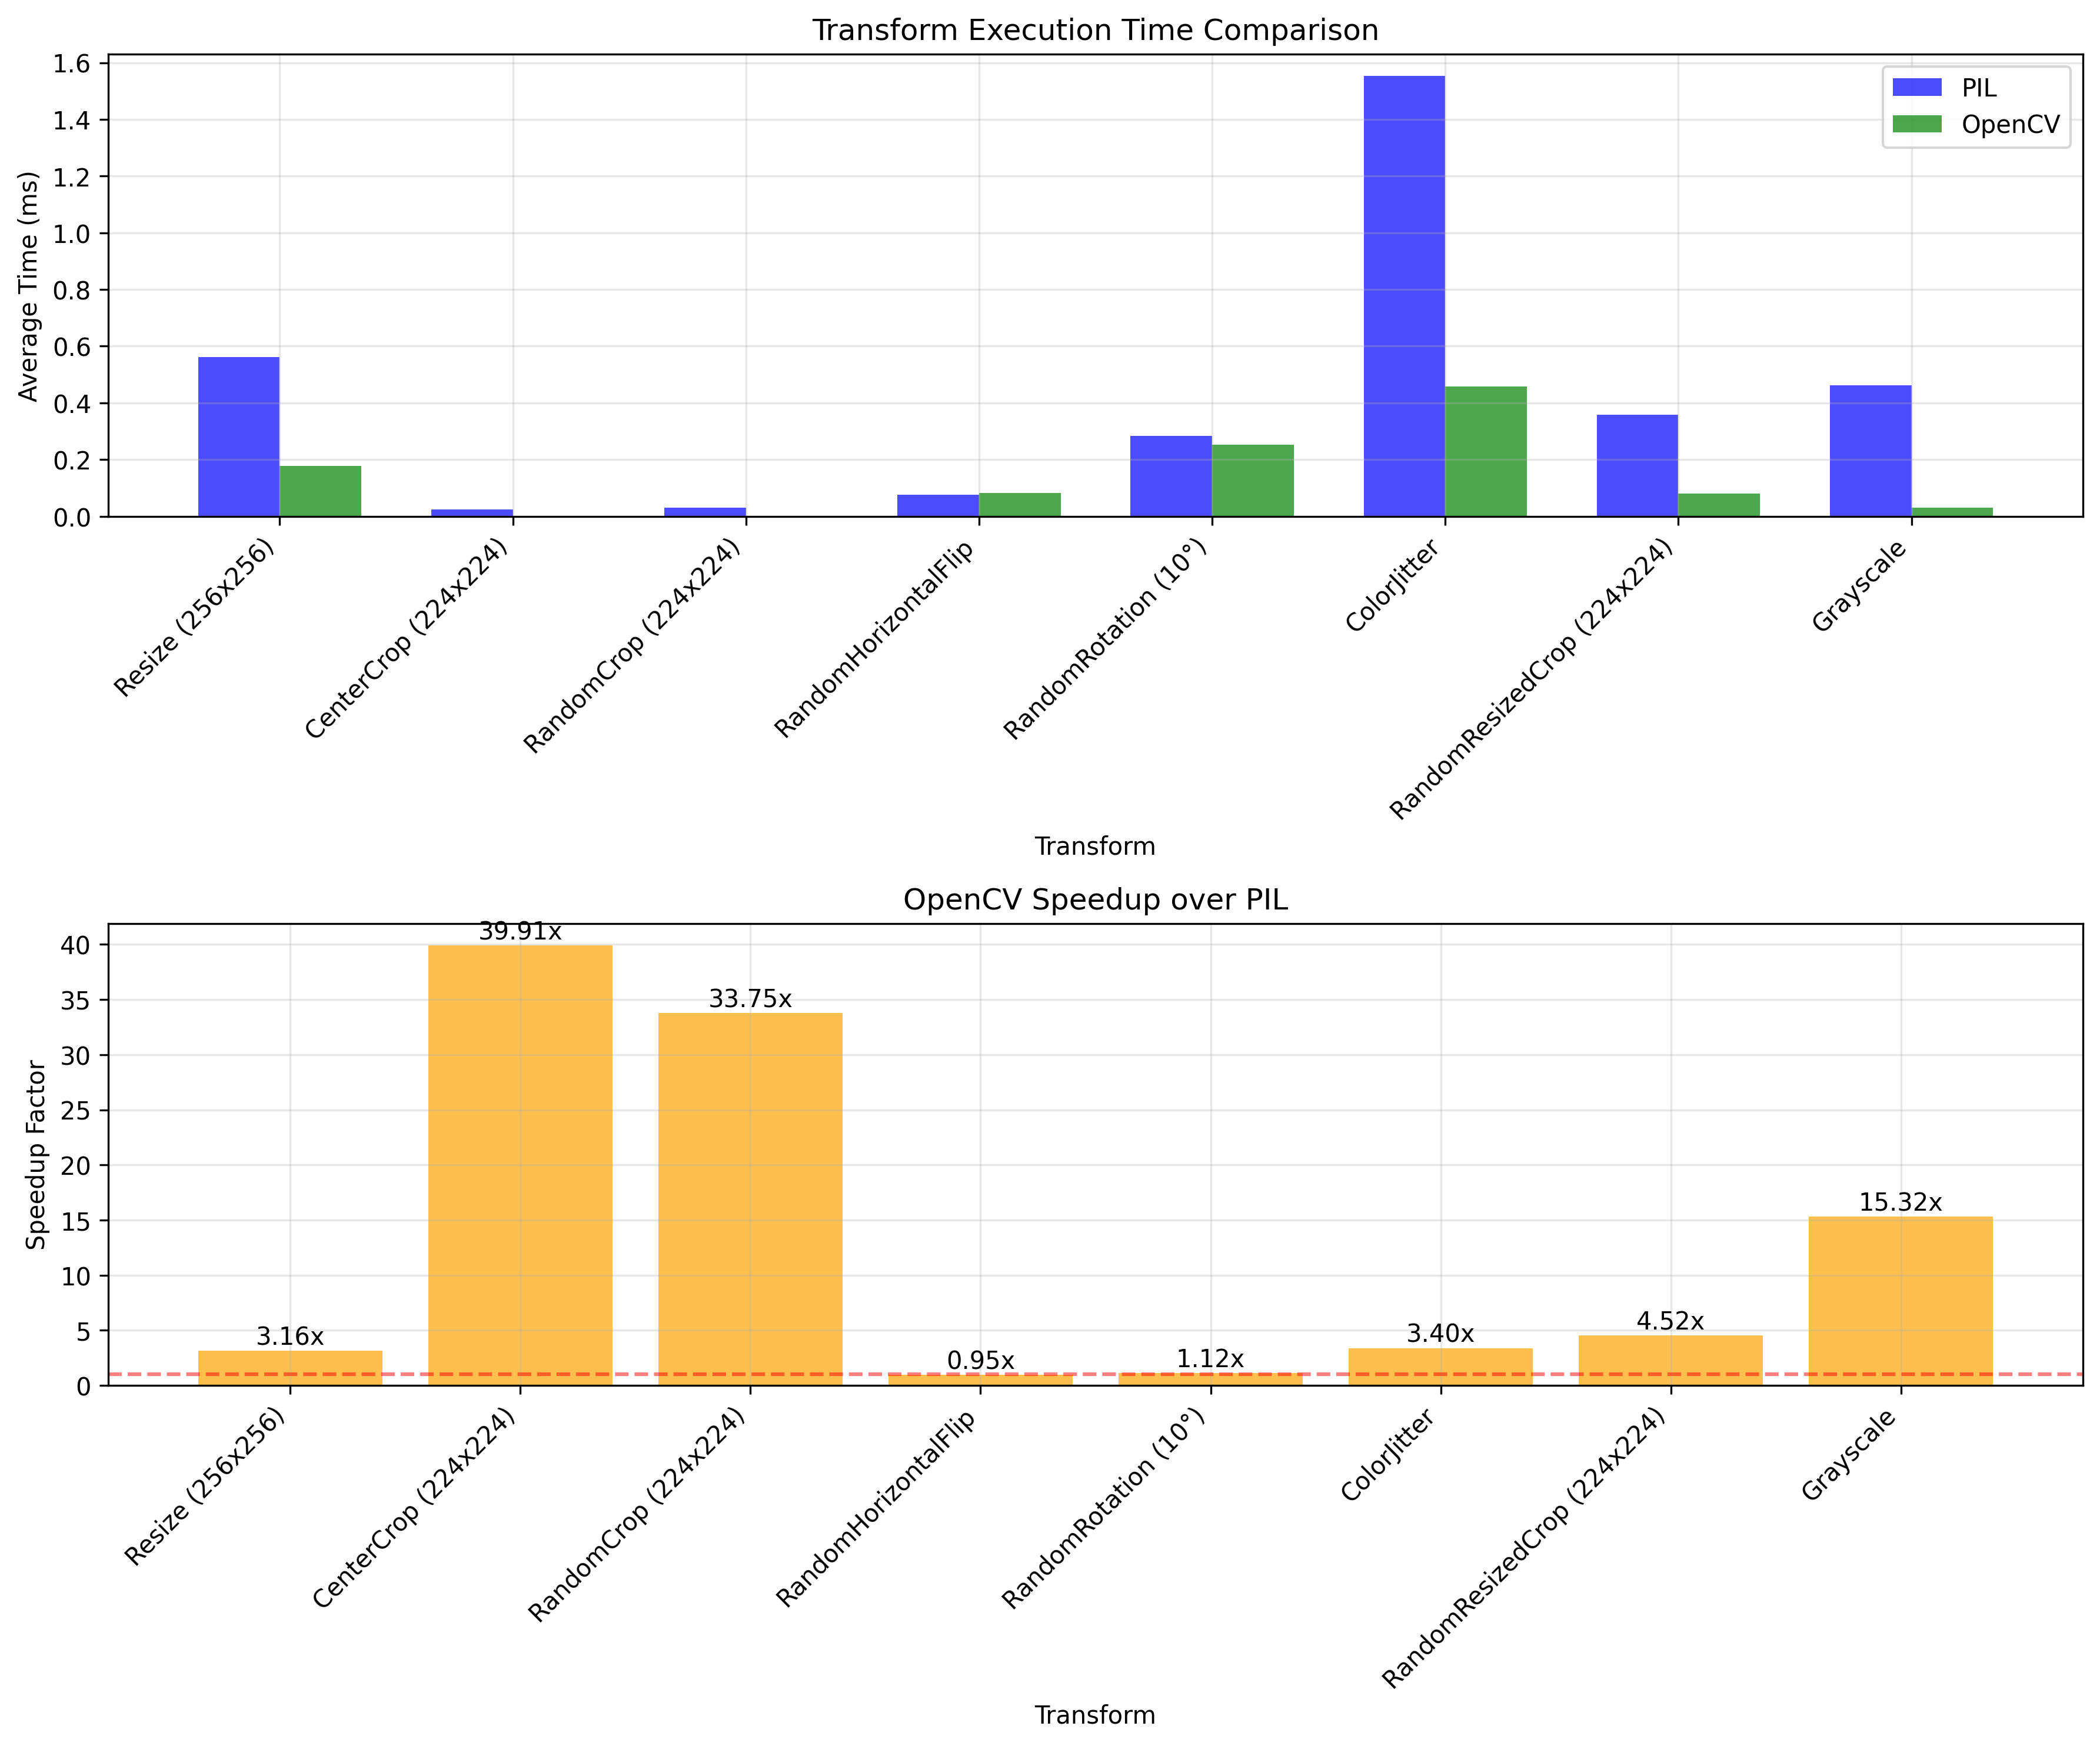 Transform Execution Time Comparison
PIL
OpenCV
Average Time (ms)
1.6
1.4
1.2
1.0
0.8
0.6
0.4
0.2
0.0
Resize (256x256)
CenterCrop (224x224)
RandomCrop (224x224)
RandomHorizontalFlip
RandomRotation (10°)
ColorJitter
RandomResizedCrop (224x224)
Grayscale
Transform
OpenCV Speedup over PIL
Speedup Factor
40
35
30
25
20
15
10
5
0
3.16x
39.91x
33.75x
0.95x
1.12x
3.40x
4.52x
15.32x
Resize (256x256)
CenterCrop (224x224)
RandomCrop (224x224)
RandomHorizontalFlip
RandomRotation (10°)
ColorJitter
RandomResizedCrop (224x224)
Grayscale
Transform